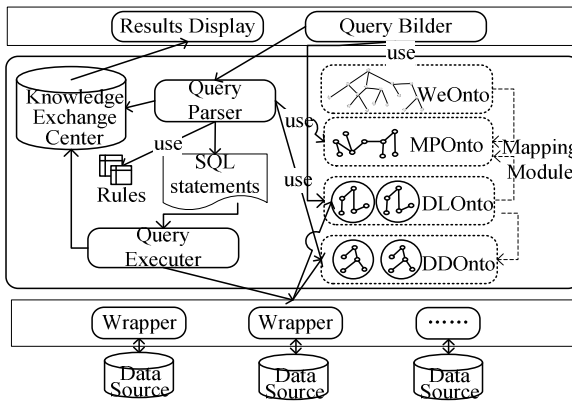 Results Display
Query Bilder
use
Knowledge
Exchange
Center
Query
Parser
WeOnto
use
MPOnto
Mapping
Module
use
Rules
SQL
statements
use
DLOnto
Query
Executer
DDOnto
Wrapper
Wrapper
......
Data
Source
Data
Source
Data
Source